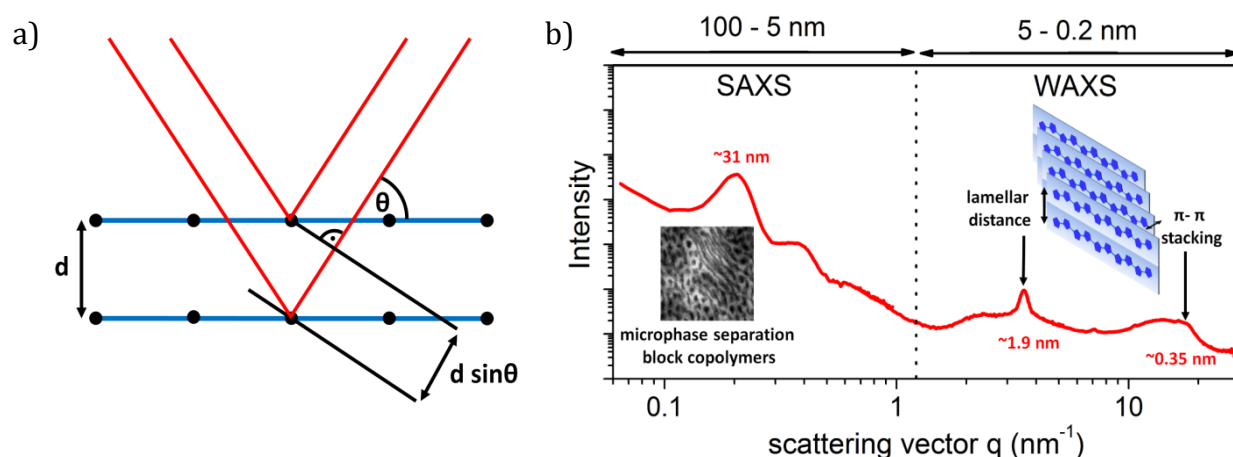 a)
θ
d
d sinθ
b)
100 - 5 nm
5 - 0.2 nm
SAXS
WAXS
~31 nm
lamellar
distance
π- π
stacking
microphase separation
block copolymers
~1.9 nm
~0.35 nm
Intensity
0.1
1
10
scattering vector q (nm⁻¹)